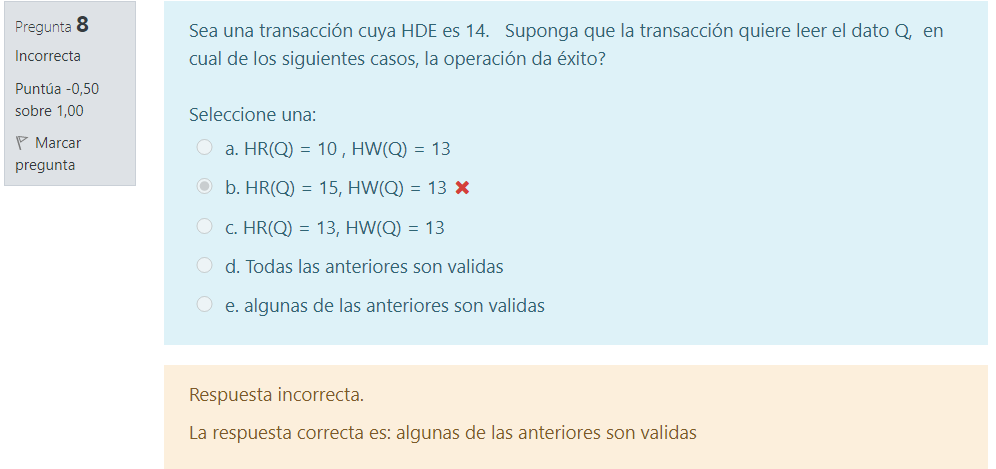 Pregunta 8
Incorrecta
Puntúa -0,50
sobre 1,00
Marcar
pregunta
Sea una transacción cuya HDE es 14. Suponga que la transacción quiere leer el dato Q, en
cual de los siguientes casos, la operación da éxito?
Seleccione una:
a. HR(Q) = 10 , HW(Q) = 13
b. HR(Q) = 15, HW(Q) = 13
c. HR(Q) = 13, HW(Q) = 13
d. Todas las anteriores son validas
e. algunas de las anteriores son validas
Respuesta incorrecta.
La respuesta correcta es: algunas de las anteriores son validas